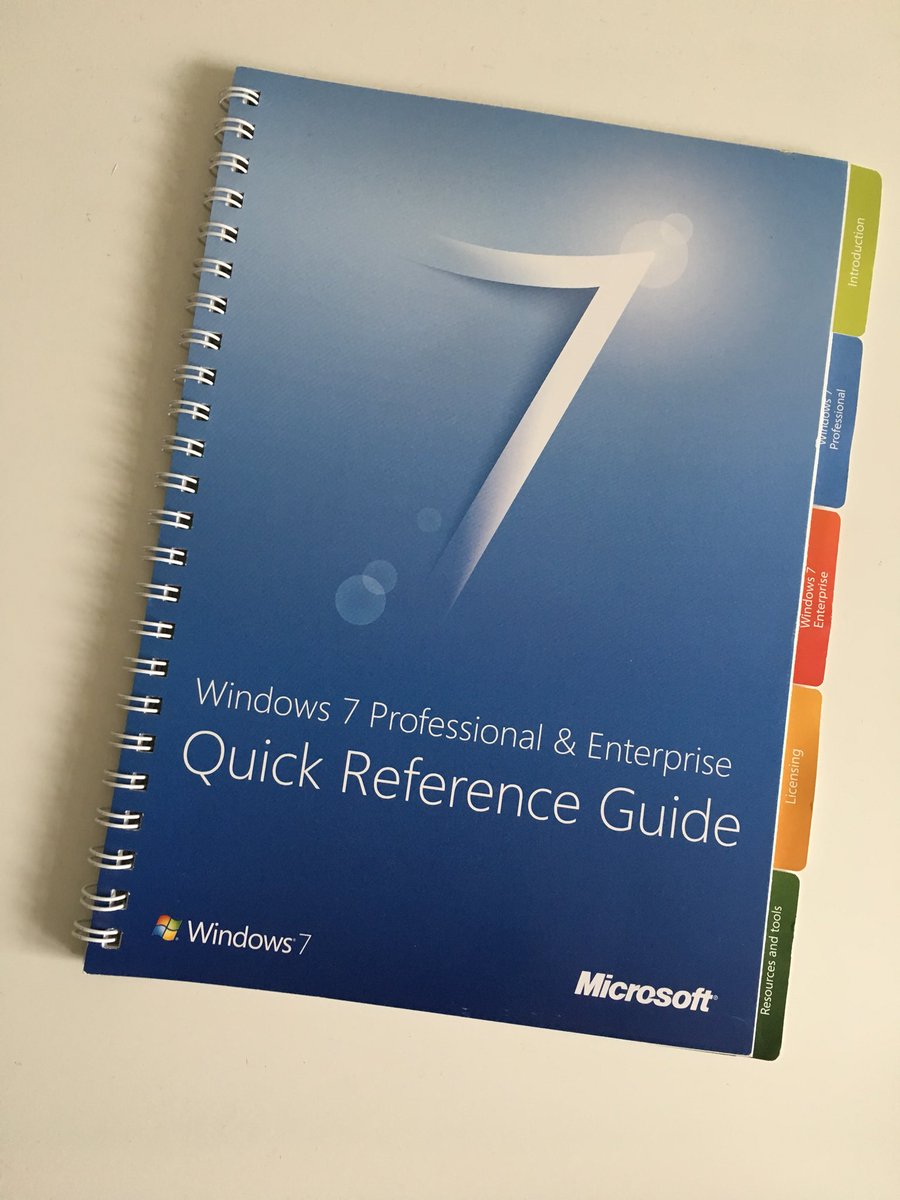 7
Windows 7 Professional & Enterprise
Quick Reference Guide
Windows 7
Microsoft®
Introduction
Windows 7
Professional
Windows 7
Enterprise
Licensing
Resources and tools